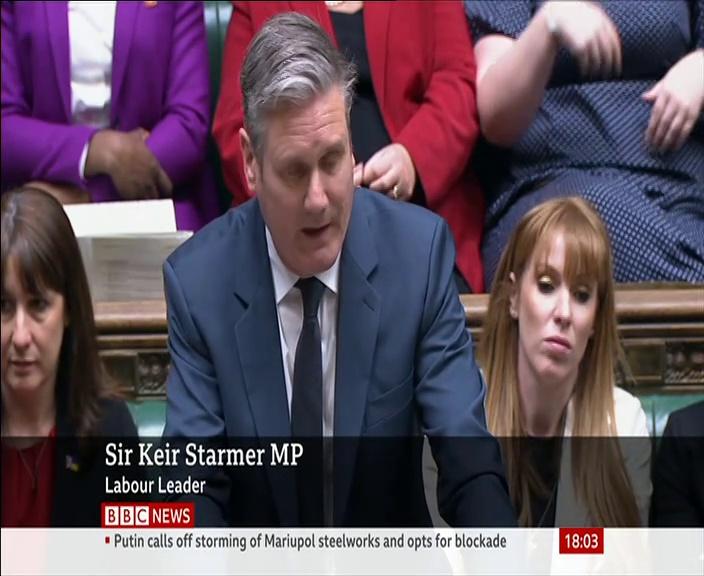 Sir Keir Starmer MP
Labour Leader
BBC NEWS
Putin calls off storming of Mariupol steelworks and opts for blockade
18:03